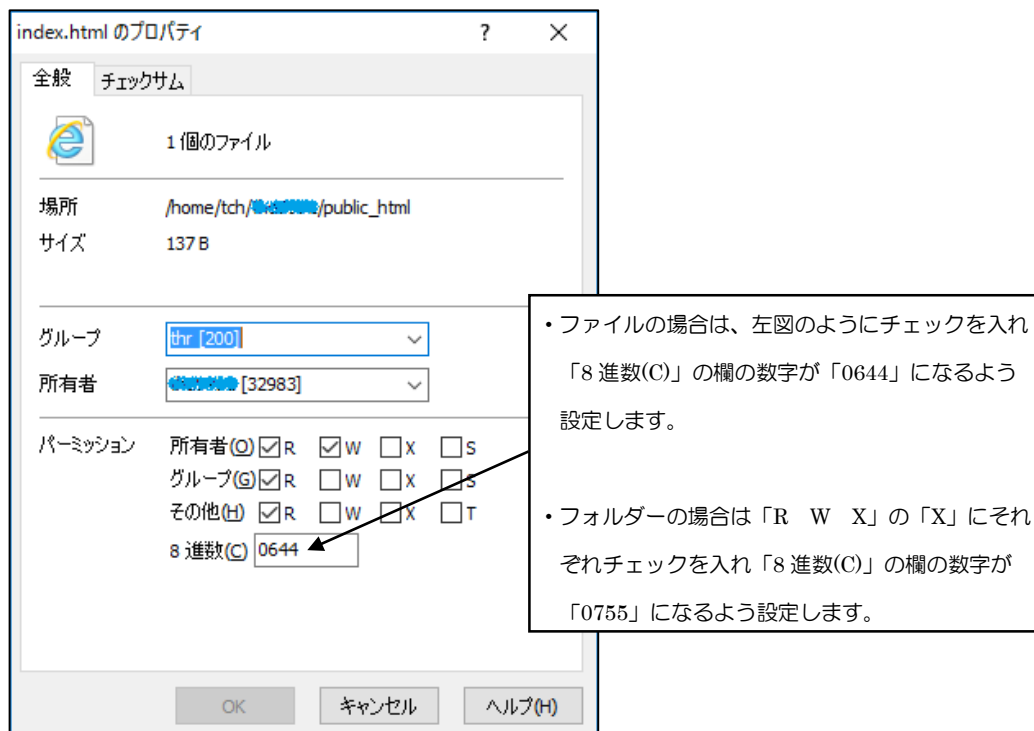 index.html のプロパティ ? ×
全般 チェックサム
1個のファイル
場所 /home/tch/ /public_html
サイズ 137 B
グループ thr [200]
所有者 [32983]
パーミッション 所有者(O) R W X S
グループ(G) R W X S
その他(H) R W X T
8進数(C) 0644
OK キャンセル ヘルプ(H)
・ファイルの場合は、左図のようにチェックを入れ
「8進数(C)」の欄の数字が「0644」になるよう
設定します。
・フォルダーの場合は「R W X」の「X」にそれ
ぞれチェックを入れ「8進数(C)」の欄の数字が
「0755」になるよう設定します。